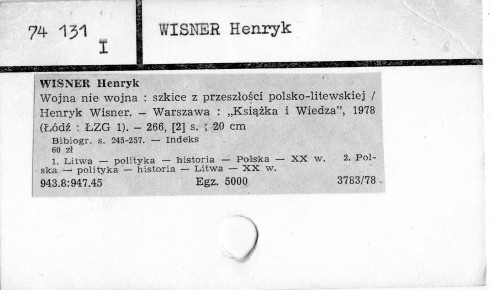 74 131
I
WISNER Henryk
WISNER Henryk
Wojna nie wojna : szkice z przeszłości polsko-litewskiej /
Henryk Wisner. — Warszawa : „Książka i Wiedza”, 1978
(Łódź : ŁZG 1). — 266, [2] s. ; 20 cm
Bibiogr. s. 245-257. — Indeks
60 zł
1. Litwa — polityka — historia — Polska — XX w. 2. Pol-
ska — polityka — historia — Litwa — XX w.
943.8:947.45 Egz. 5000 3783/78